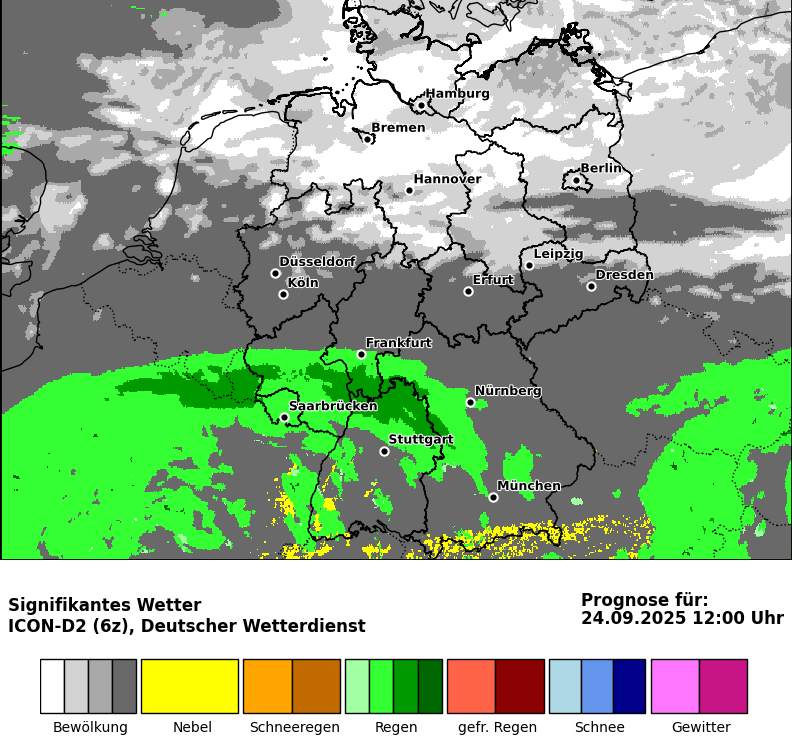 Hamburg
Bremen
Berlin
Hannover
Düsseldorf
Köln
Leipzig
Erfurt
Dresden
Frankfurt
Nürnberg
Saarbrücken
Stuttgart
München
Signifikantes Wetter
ICON-D2 (6z), Deutscher Wetterdienst
Prognose für:
24.09.2025 12:00 Uhr
Bewölkung
Nebel
Schneeregen
Regen
gefr. Regen
Schnee
Gewitter